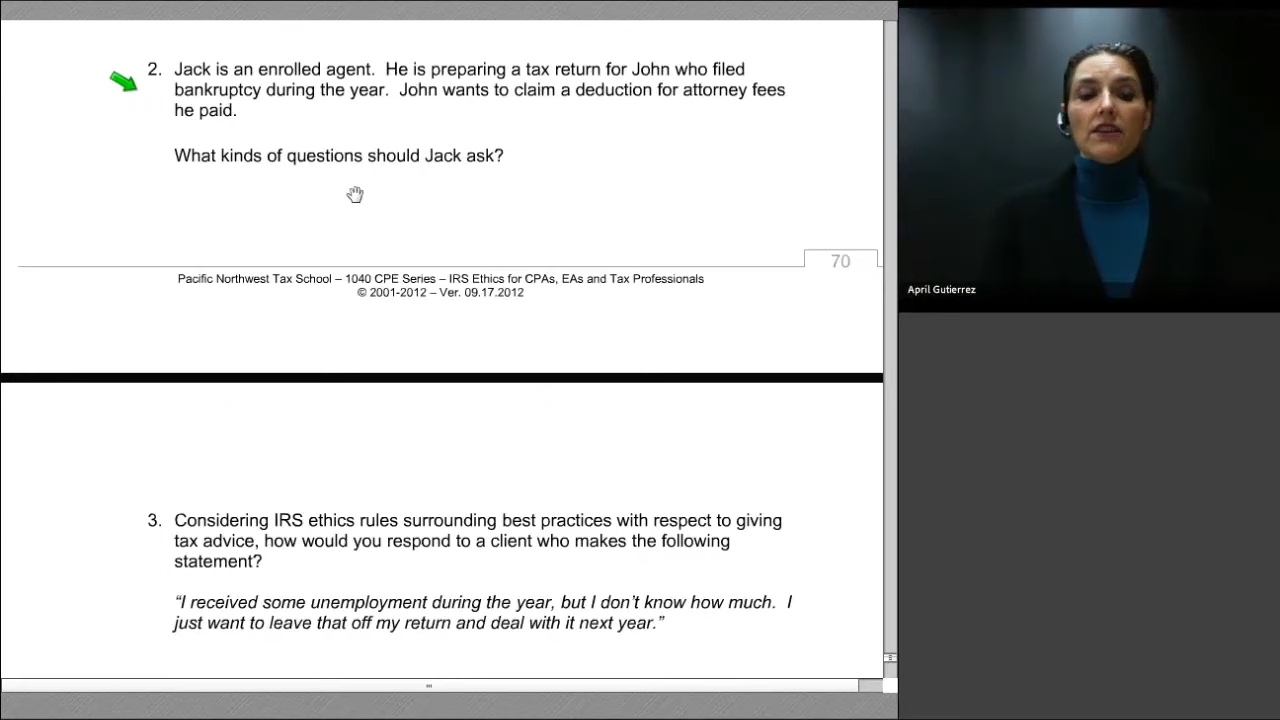 2. Jack is an enrolled agent. He is preparing a tax return for John who filed
bankruptcy during the year. John wants to claim a deduction for attorney fees
he paid.
What kinds of questions should Jack ask?
70
Pacific Northwest Tax School – 1040 CPE Series – IRS Ethics for CPAs, EAs and Tax Professionals
© 2001-2012 – Ver. 09.17.2012
3. Considering IRS ethics rules surrounding best practices with respect to giving
tax advice, how would you respond to a client who makes the following
statement?
“I received some unemployment during the year, but I don’t know how much. I
just want to leave that off my return and deal with it next year.”
April Gutierrez